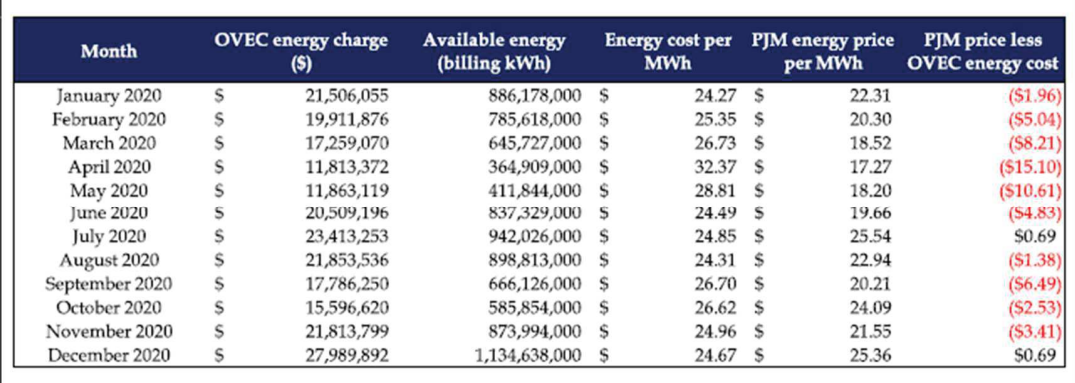 Month OVEC energy charge ($) Available energy (billing kWh) Energy cost per MWh PJM energy price per MWh PJM price less OVEC energy cost
January 2020 $ 21,506,055 886,178,000 $ 24.27 $ 22.31 ($1.96)
February 2020 $ 19,911,876 785,618,000 $ 25.35 $ 20.30 ($5.04)
March 2020 $ 17,259,070 645,727,000 $ 26.73 $ 18.52 ($8.21)
April 2020 $ 11,813,372 364,909,000 $ 32.37 $ 17.27 ($15.10)
May 2020 $ 11,863,119 411,844,000 $ 28.81 $ 18.20 ($10.61)
June 2020 $ 20,509,196 837,329,000 $ 24.49 $ 19.66 ($4.83)
July 2020 $ 23,413,253 942,026,000 $ 24.85 $ 25.54 $0.69
August 2020 $ 21,853,536 898,813,000 $ 24.31 $ 22.94 ($1.38)
September 2020 $ 17,786,250 666,126,000 $ 26.70 $ 20.21 ($6.49)
October 2020 $ 15,596,620 585,854,000 $ 26.62 $ 24.09 ($2.53)
November 2020 $ 21,813,799 873,994,000 $ 24.96 $ 21.55 ($3.41)
December 2020 $ 27,989,892 1,134,638,000 $ 24.67 $ 25.36 $0.69